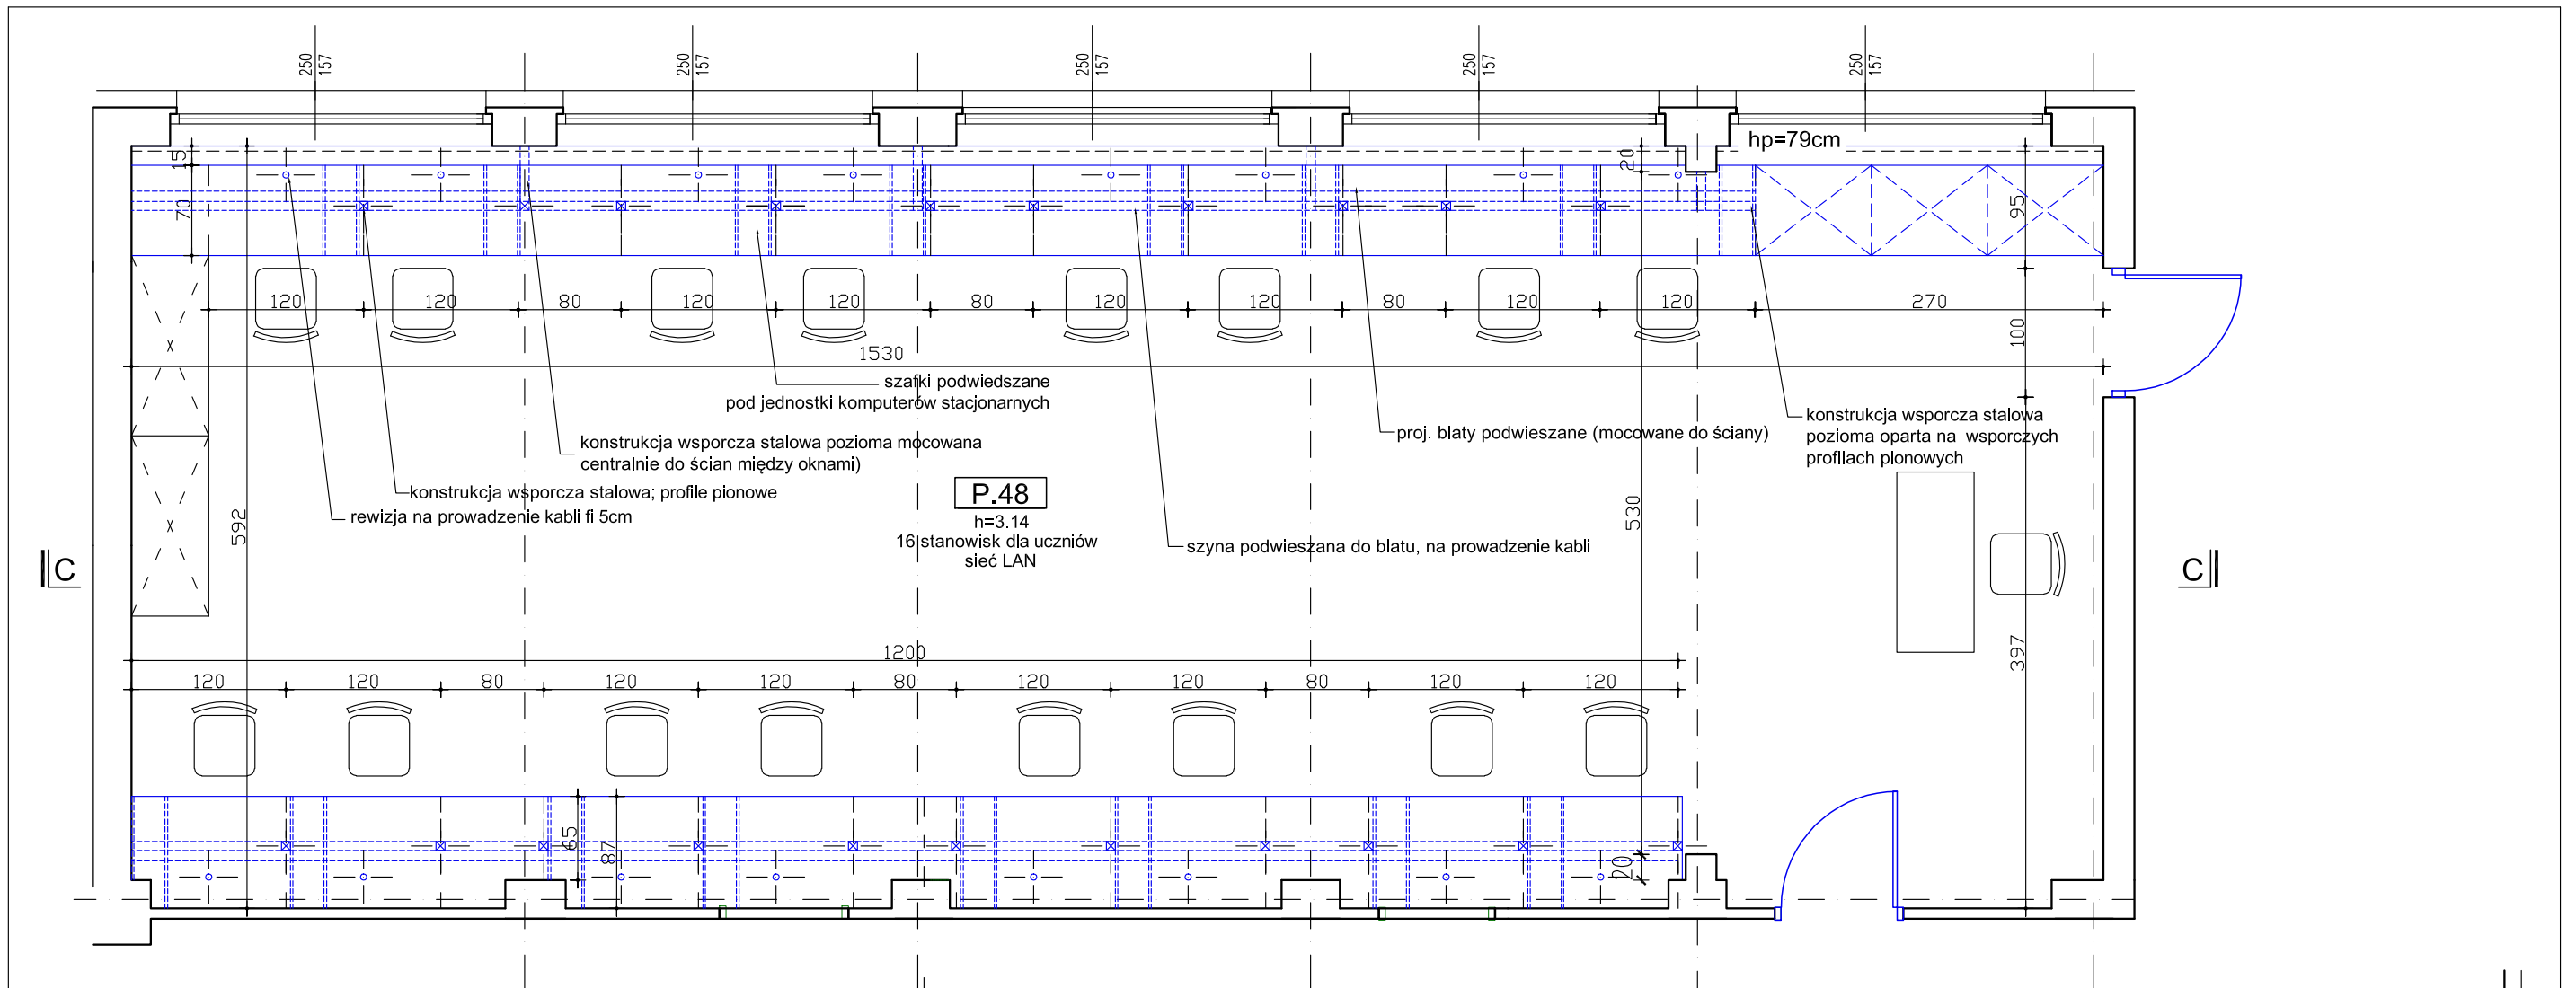 250
157
250
157
250
157
250
157
250
157
hp=79cm
15
20
70
95
120
120
80
120
120
80
120
120
80
120
120
270
100
1530
szafki podwiedszane
pod jednostki komputerów stacjonarnych
konstrukcja wsporcza stalowa
pozioma oparta na wsporczych
profilach pionowych
proj. blaty podwieszane (mocowane do ściany)
konstrukcja wsporcza stalowa pozioma mocowana
centralnie do ścian między oknami)
konstrukcja wsporcza stalowa; profile pionowe
rewizja na prowadzenie kabli fi 5cm
P.48
h=3.14
16 stanowisk dla uczniów
sieć LAN
szyna podwieszana do blatu, na prowadzenie kabli
592
530
C
C
397
1200
120
120
80
120
120
80
120
120
80
120
120
65
87
20